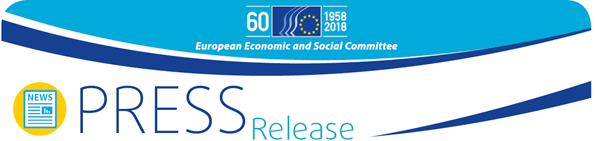 60 1958
2018
European Economic and Social Committee
NEWS
PRESS Release